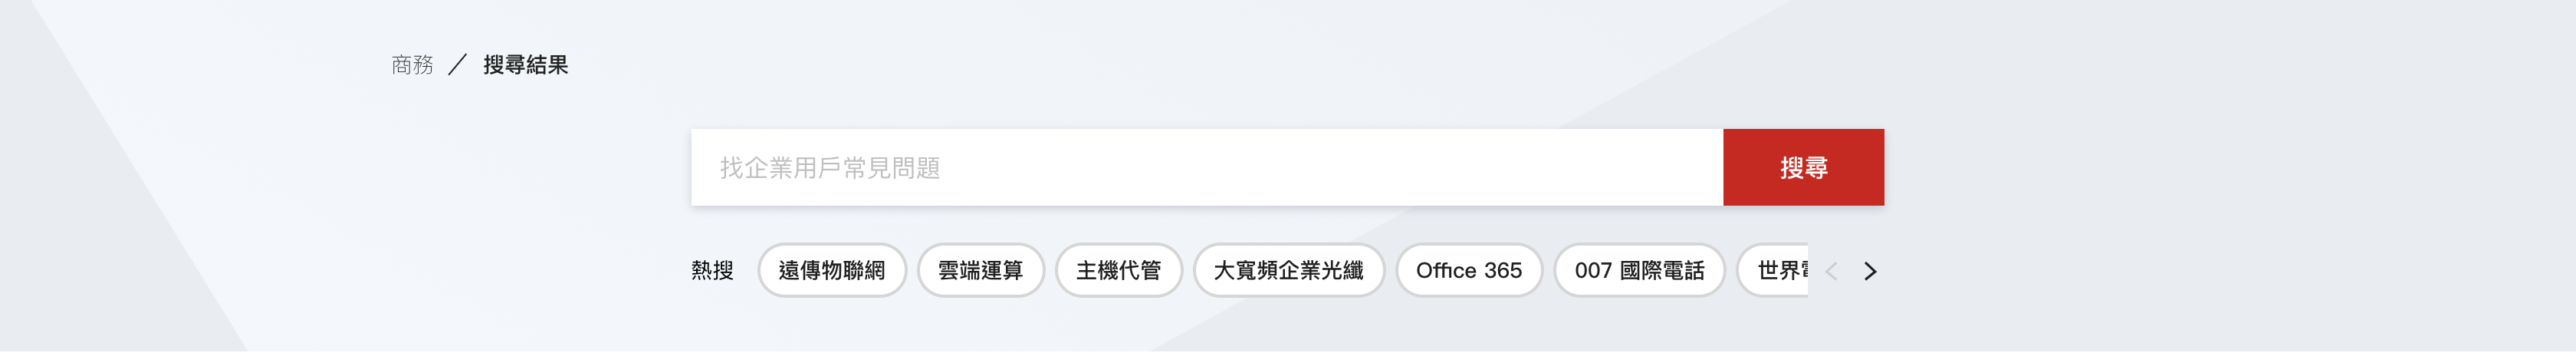 商務 ／ 搜尋結果
找企業用戶常見問題
搜尋
熱搜 遠傳物聯網 雲端運算 主機代管 大寬頻企業光纖 Office 365 007 國際電話 世界